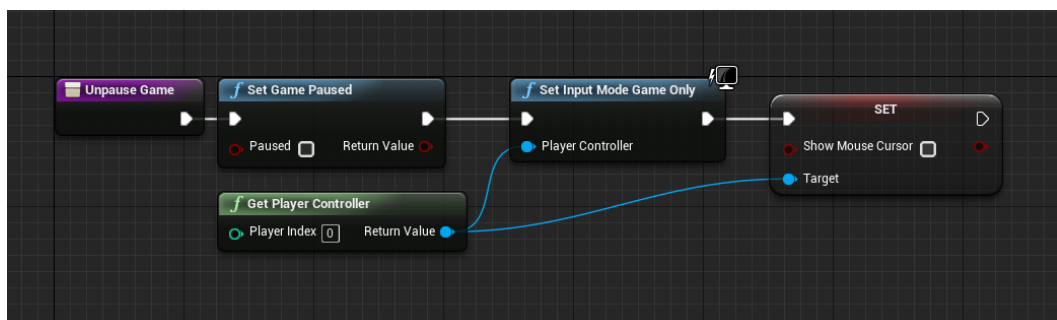 Unpause Game
Set Game Paused
Paused
Return Value
Set Input Mode Game Only
Player Controller
SET
Show Mouse Cursor
Target
Get Player Controller
Player Index 0
Return Value